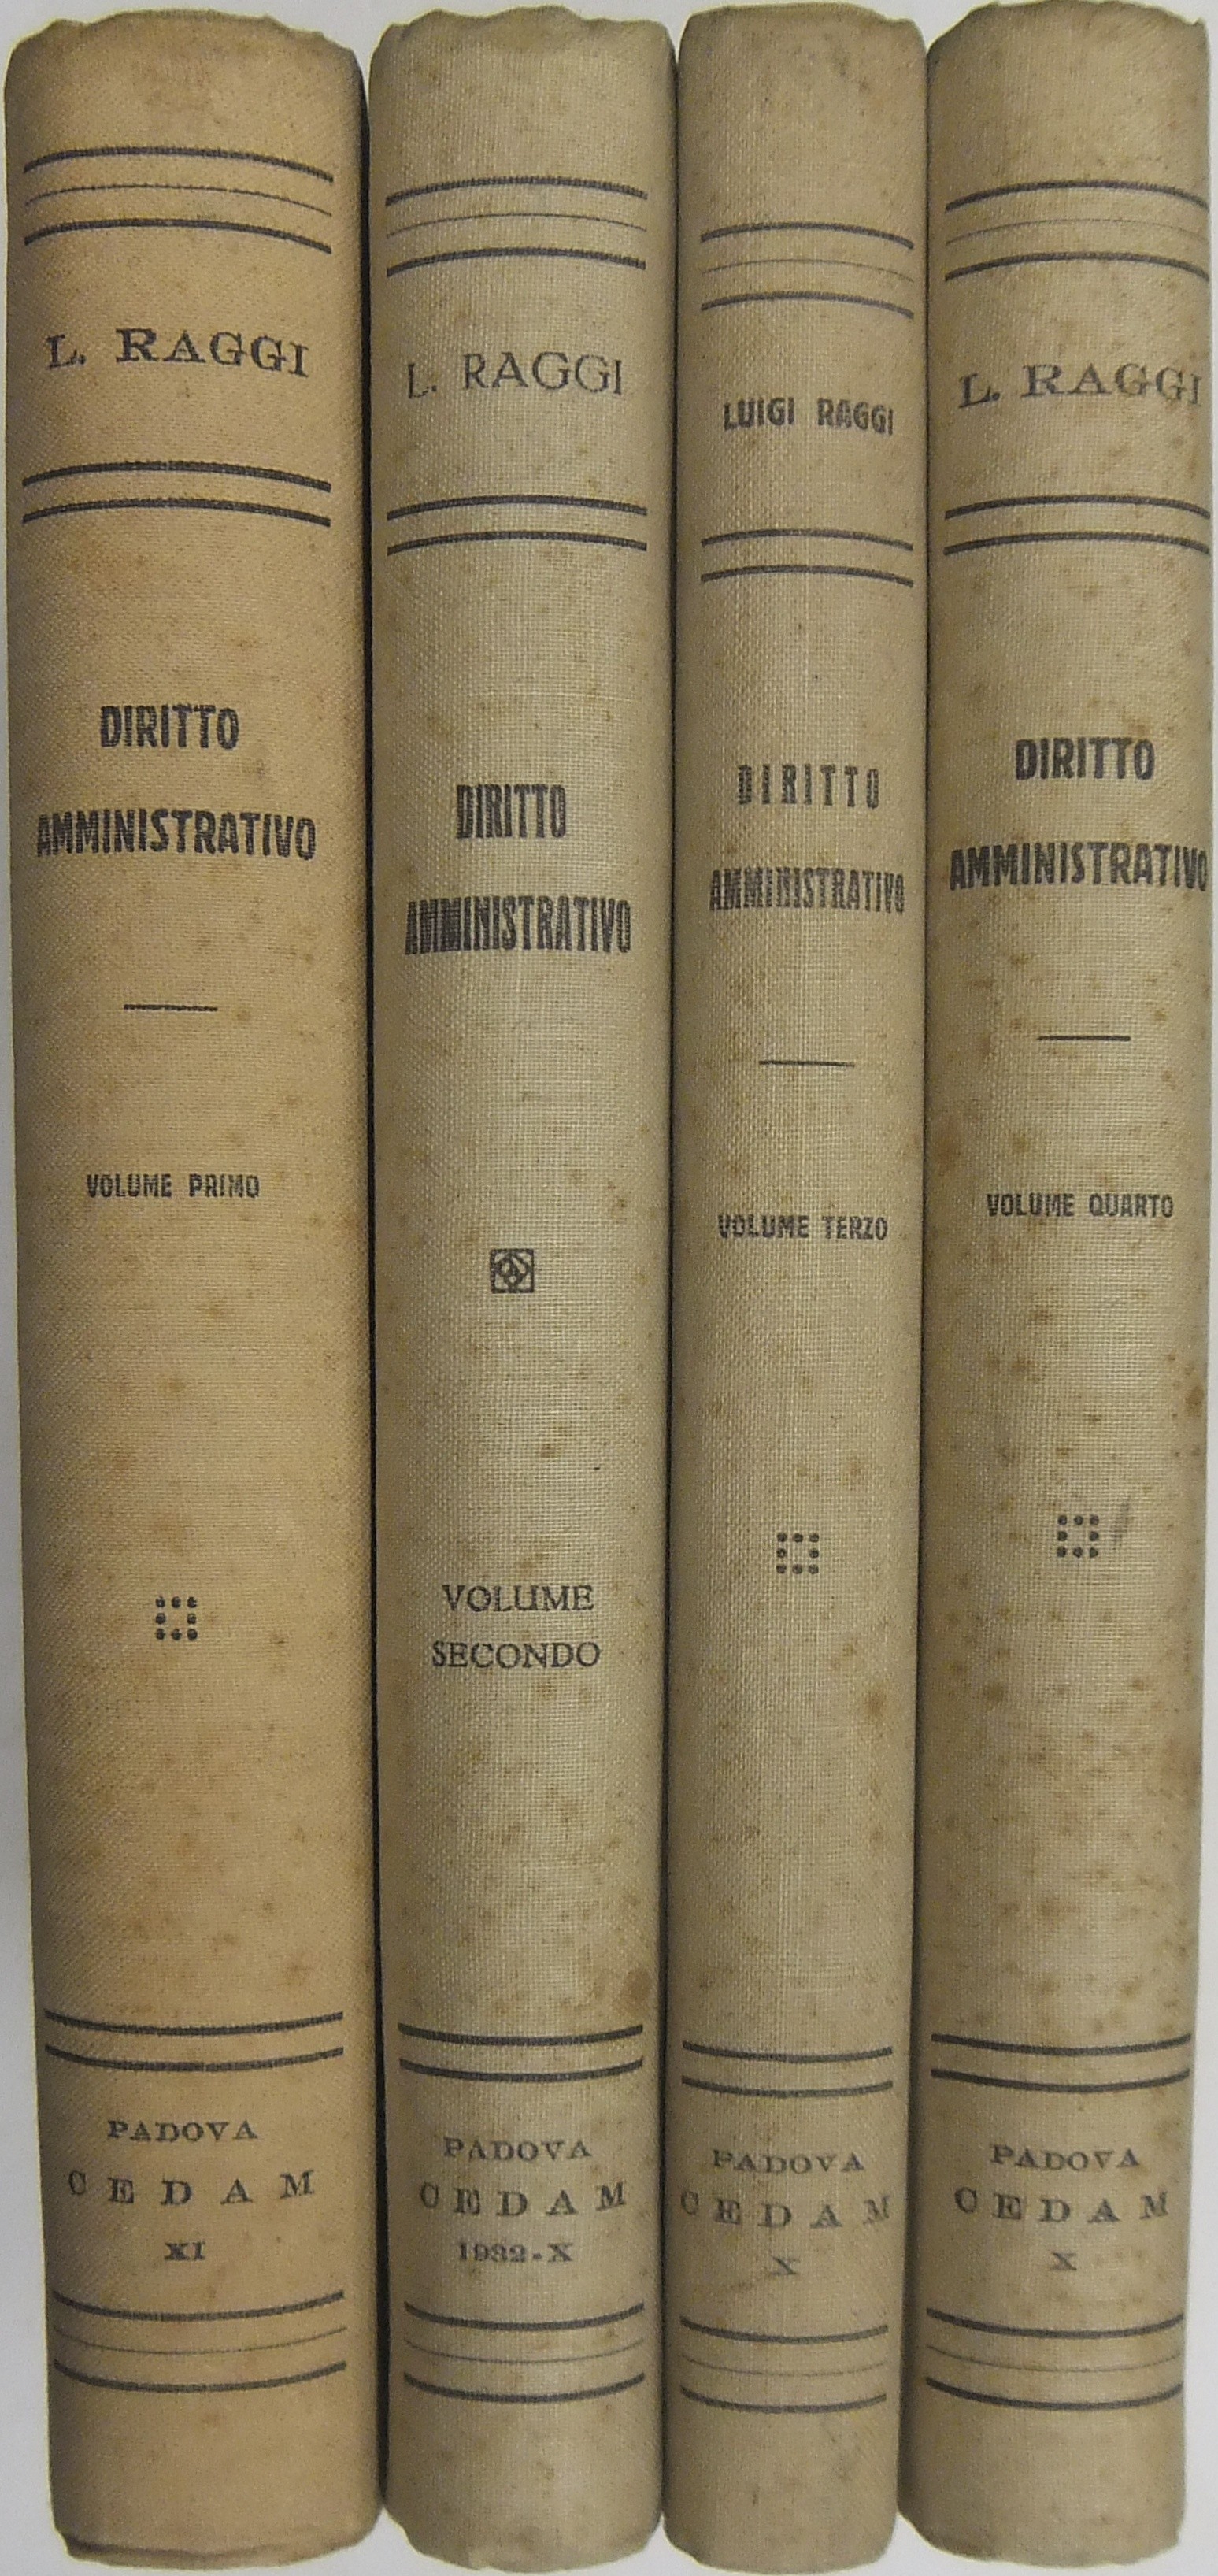 L. RAGGI
DIRITTO
AMMINISTRATIVO
VOLUME PRIMO
PADOVA
CEDAM
XI
L. RAGGI
DIRITTO
AMMINISTRATIVO
VOLUME
SECONDO
PADOVA
CEDAM
1932-X
LUIGI RAGGI
DIRITTO
AMMINISTRATIVO
VOLUME TERZO
PADOVA
CEDAM
X
L. RAGGI
DIRITTO
AMMINISTRATIVO
VOLUME QUARTO
PADOVA
CEDAM
X